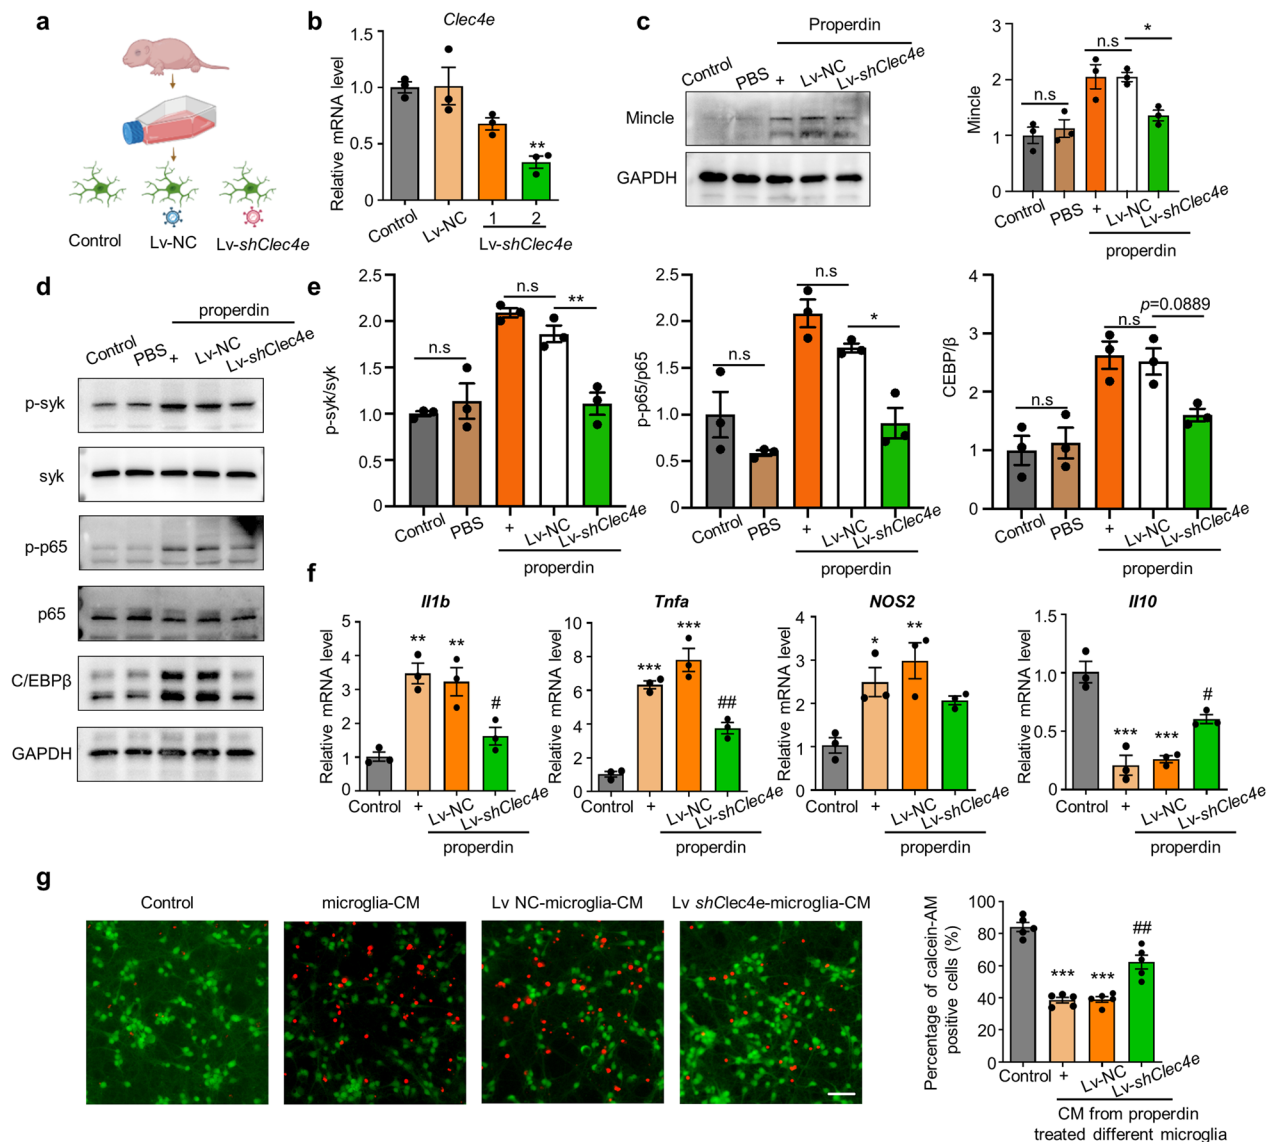 a
Control
Lv-NC
Lv-shClec4e
b
Clec4e
Relative mRNA level
1.5
1.0
0.5
0
**
Control
Lv-NC
1
2
Lv-shClec4e
c
Properdin
Control
PBS
+
Lv-NC
Lv-shClec4e
Mincle
GAPDH
Mincle
3
2
1
0
n.s
n.s
*
Control
PBS
+
Lv-NC
Lv-shClec4e
properdin
d
properdin
Control
PBS
+
Lv-NC
Lv-shClec4e
p-syk
syk
p-p65
p65
C/EBPβ
GAPDH
e
p-syk/syk
2.5
2.0
1.5
1.0
0.5
0
n.s
n.s
**
Control
PBS
+
Lv-NC
Lv-shClec4e
properdin
p-p65/p65
2.5
2.0
1.5
1.0
0.5
0
n.s
n.s
*
Control
PBS
+
Lv-NC
Lv-shClec4e
properdin
CEBP/β
4
3
2
1
0
n.s
n.s
p=0.0889
Control
PBS
+
Lv-NC
Lv-shClec4e
properdin
f
Il1b
Relative mRNA level
5
4
3
2
1
0
**
**
#
Control
+
Lv-NC
Lv-shClec4e
properdin
Tnfa
Relative mRNA level
10
8
6
4
2
0
***
***
##
Control
+
Lv-NC
Lv-shClec4e
properdin
NOS2
Relative mRNA level
4
3
2
1
0
*
**
Control
+
Lv-NC
Lv-shClec4e
properdin
Il10
Relative mRNA level
1.5
1.0
0.5
0
***
***
#
Control
+
Lv-NC
Lv-shClec4e
properdin
g
Control
microglia-CM
Lv NC-microglia-CM
Lv shClec4e-microglia-CM
Percentage of calcein-AM
positive cells (%)
100
80
60
40
20
0
***
***
##
Control
+
Lv-NC
Lv-shClec4e
CM from properdin
treated different microglia